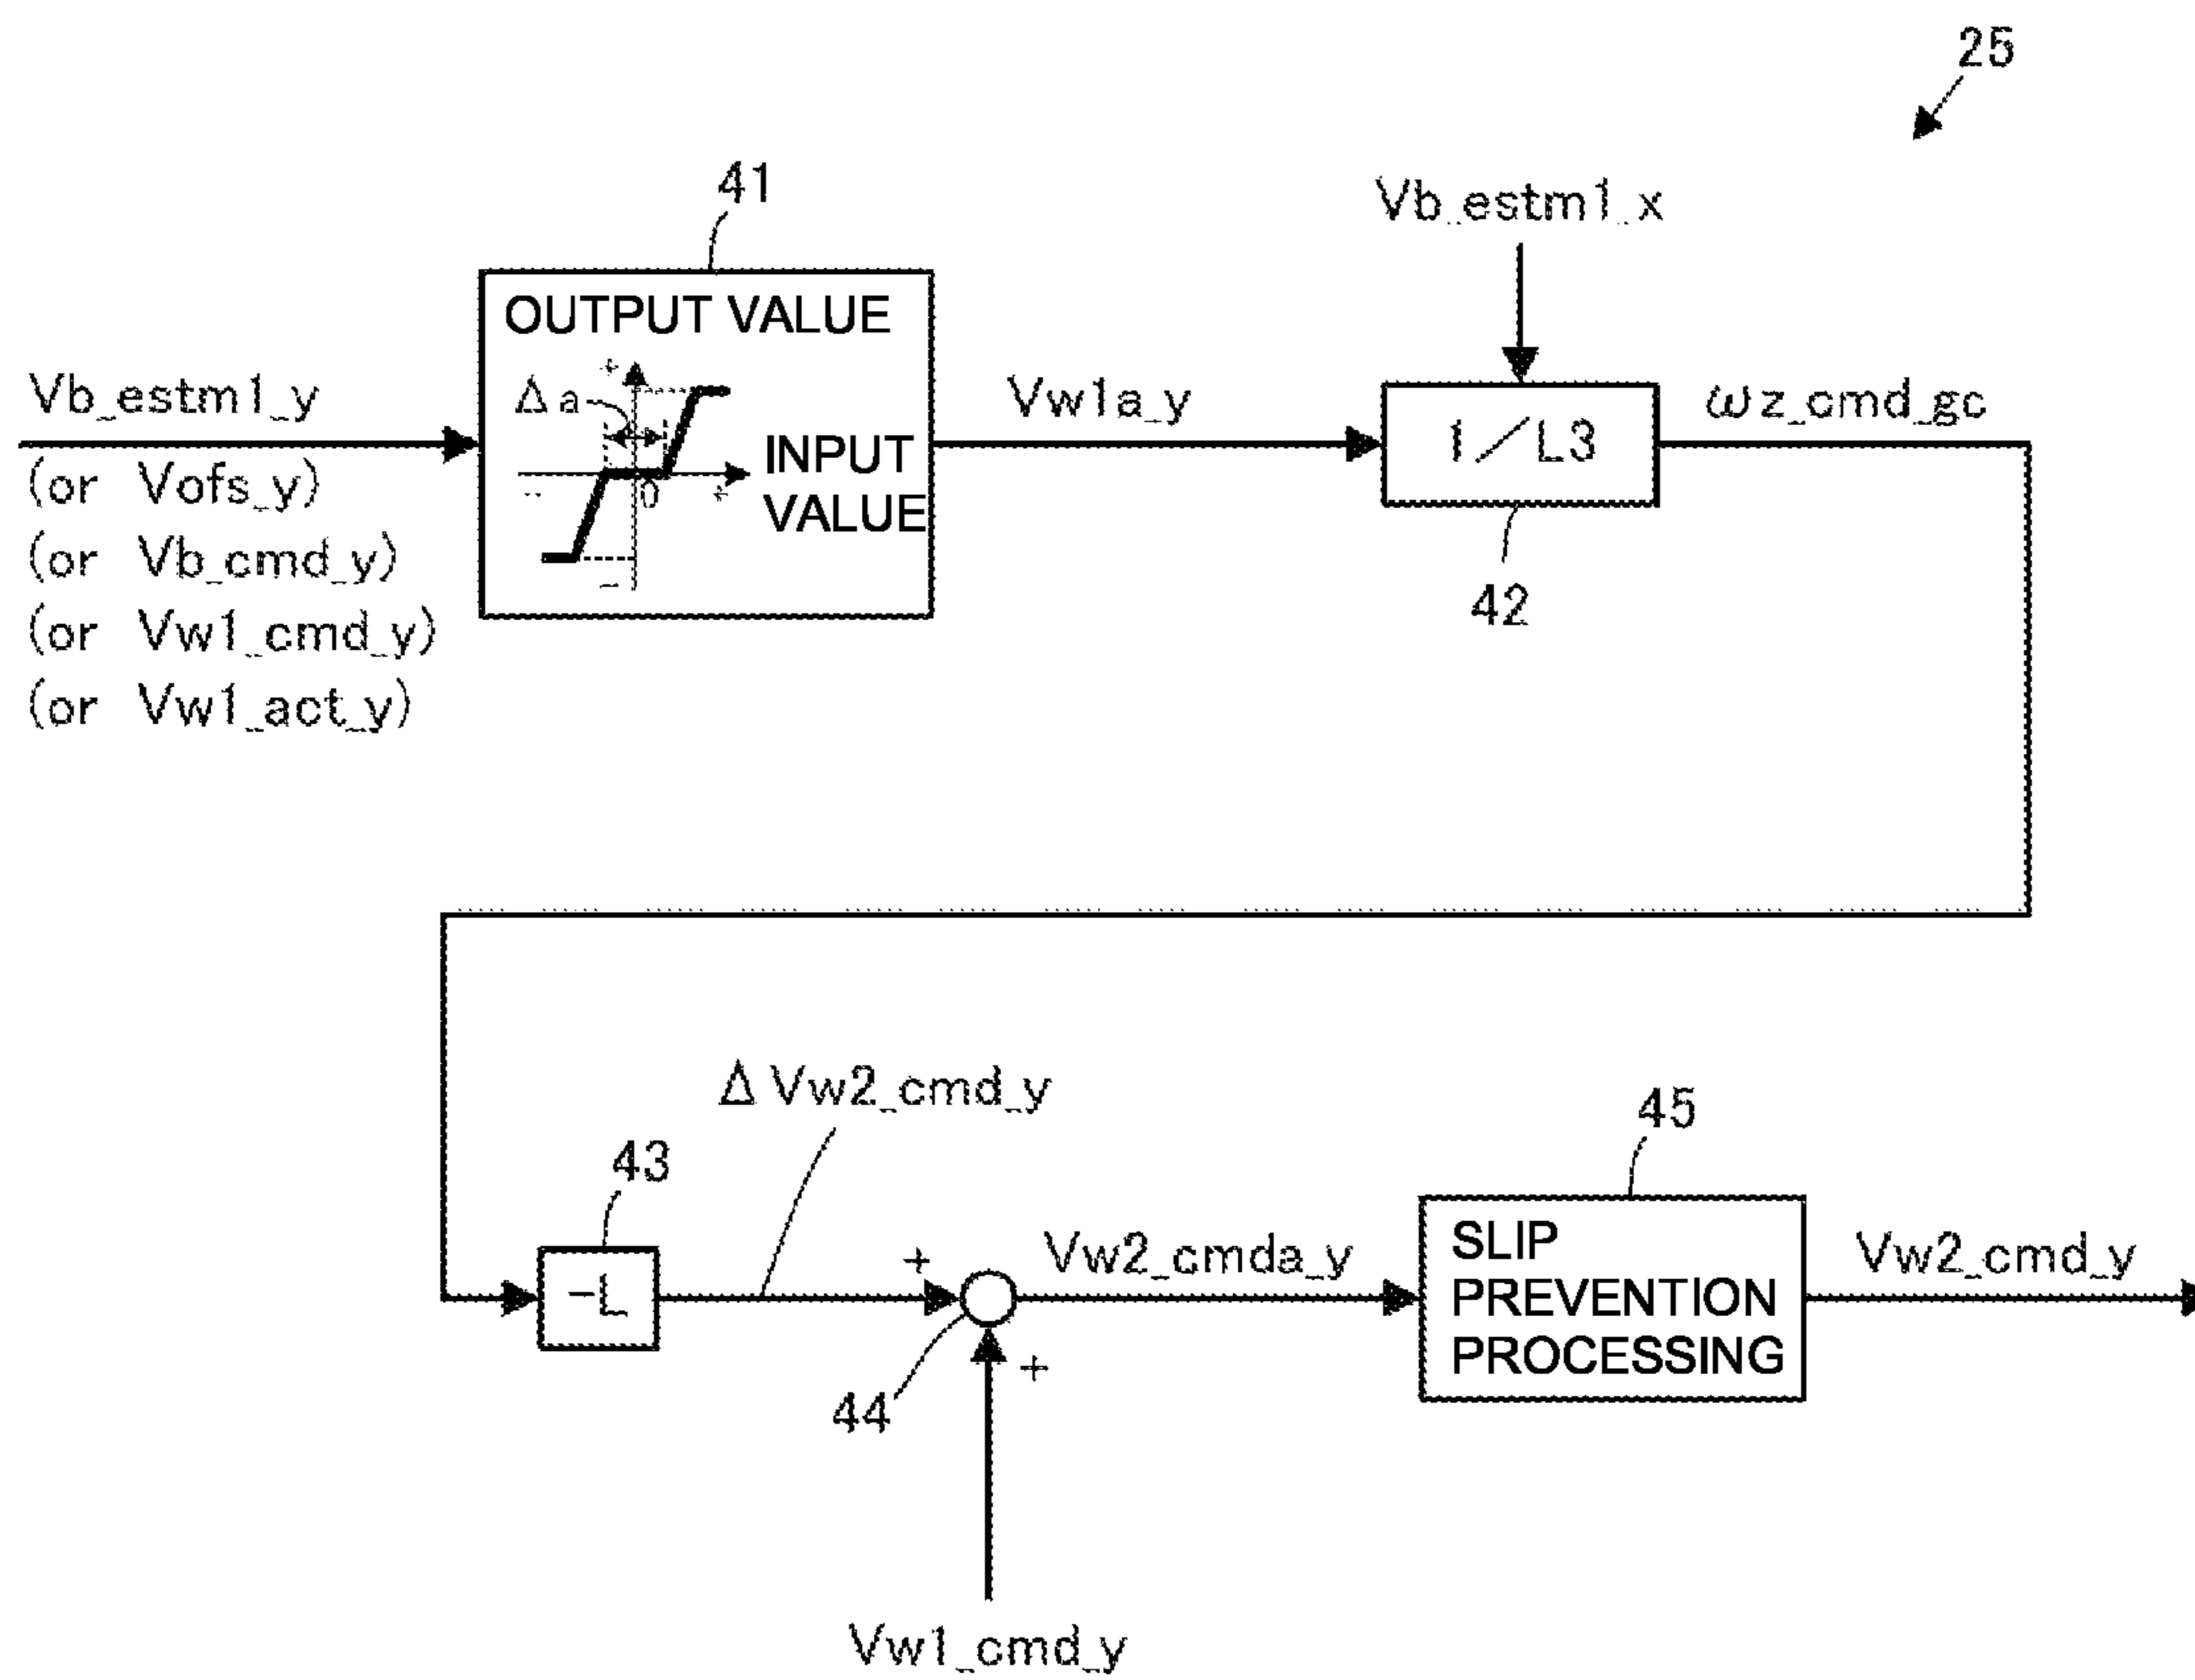 25
41
Vb_estm1_x
OUTPUT VALUE
+
Δa
Vb_estm1_y
Vw1a_y
1／L3
ωz_cmd_gc
INPUT
VALUE
- 0 +
-
(or Vofs_y)
(or Vb_cmd_y)
(or Vw1_cmd_y)
(or Vw1_act_y)
42
ΔVw2_cmd_y
45
43
-L
+
Vw2_cmda_y
SLIP
PREVENTION
PROCESSING
Vw2_cmd_y
+
44
Vw1_cmd_y